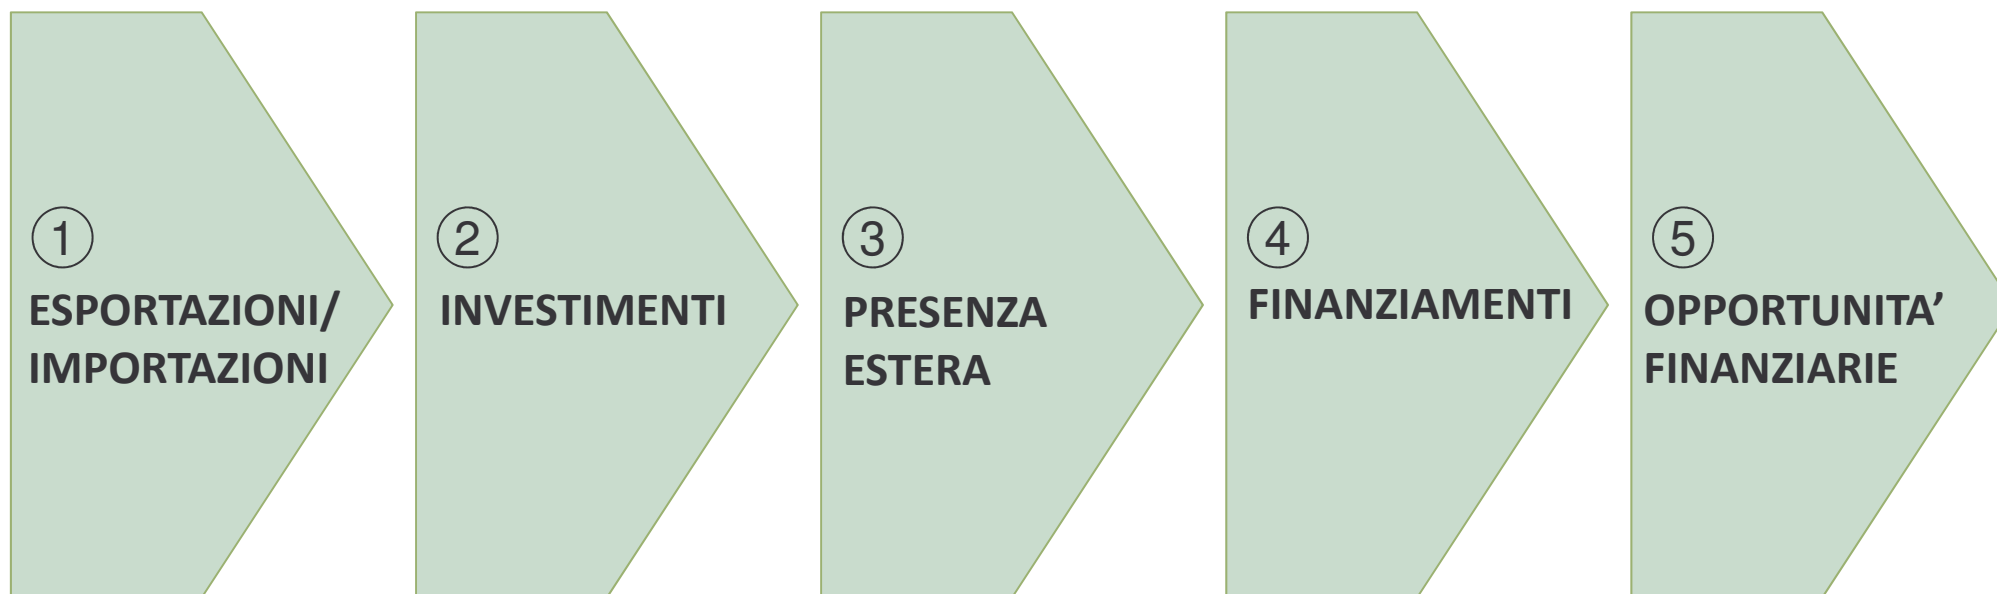 ①
ESPORTAZIONI/
IMPORTAZIONI
②
INVESTIMENTI
③
PRESENZA
ESTERA
④
FINANZIAMENTI
⑤
OPPORTUNITA’
FINANZIARIE